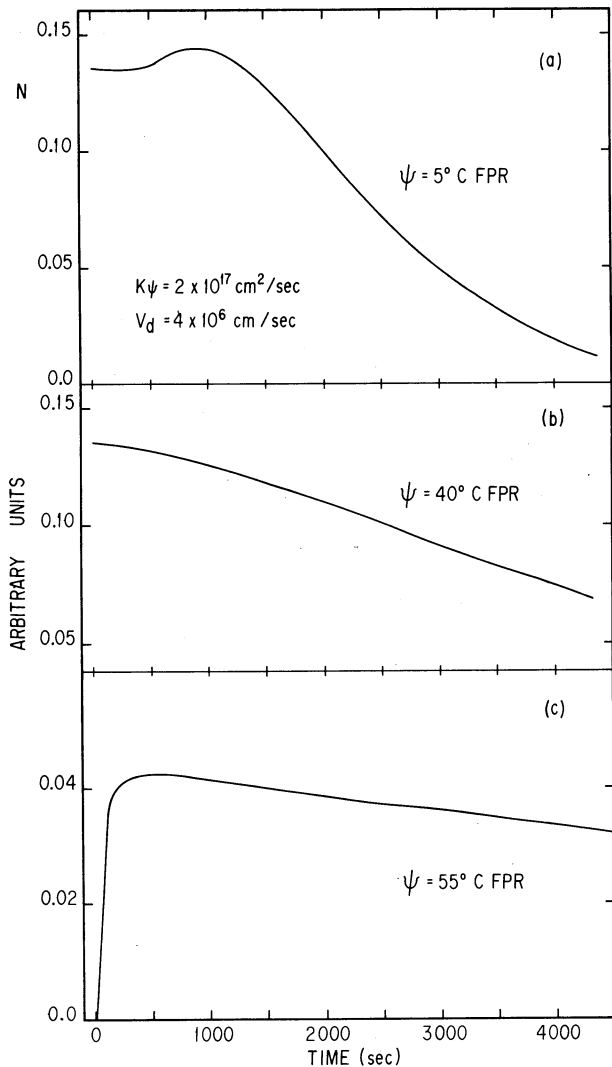 0.15
(a)
N
0.10
ψ = 5° C FPR
0.05
Kψ = 2 x 10¹⁷ cm²/sec
Vd = 4 x 10⁶ cm /sec
0.0
0.15
(b)
ψ = 40° C FPR
0.10
ARBITRARY UNITS
0.05
(c)
0.04
ψ = 55° C FPR
0.02
0.0
0 1000 2000 3000 4000
TIME (sec)